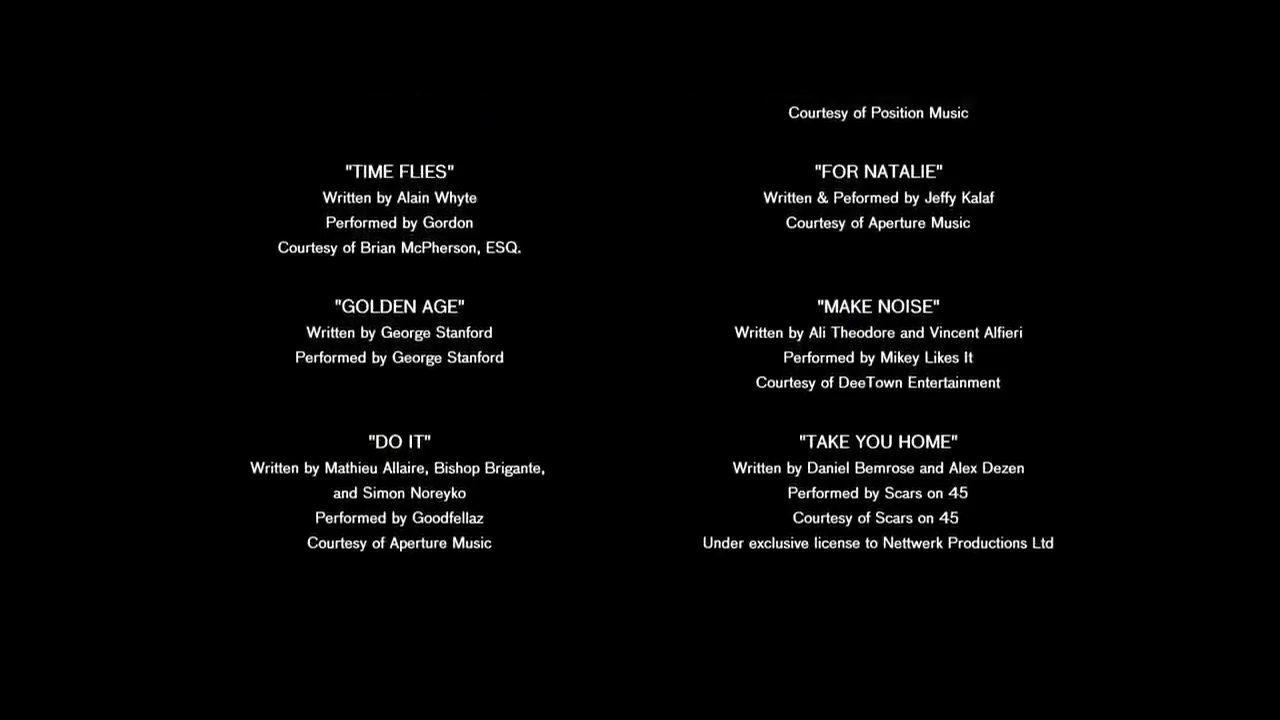 Courtesy of Position Music
"TIME FLIES"
Written by Alain Whyte
Performed by Gordon
Courtesy of Brian McPherson, ESQ.
"FOR NATALIE"
Written & Peformed by Jeffy Kalaf
Courtesy of Aperture Music
"GOLDEN AGE"
Written by George Stanford
Performed by George Stanford
"MAKE NOISE"
Written by Ali Theodore and Vincent Alfieri
Performed by Mikey Likes It
Courtesy of DeeTown Entertainment
"DO IT"
Written by Mathieu Allaire, Bishop Brigante,
and Simon Noreyko
Performed by Goodfellaz
Courtesy of Aperture Music
"TAKE YOU HOME"
Written by Daniel Bemrose and Alex Dezen
Performed by Scars on 45
Courtesy of Scars on 45
Under exclusive license to Nettwerk Productions Ltd